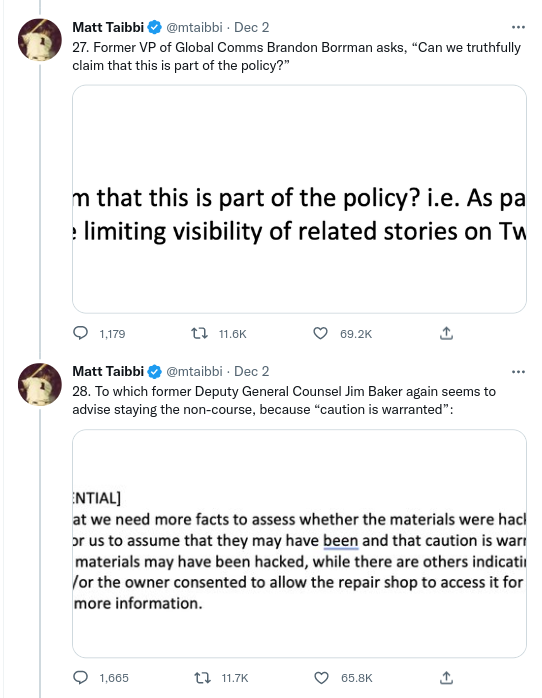 Matt Taibbi @mtaibbi · Dec 2
27. Former VP of Global Comms Brandon Borrman asks, “Can we truthfully
claim that this is part of the policy?”
m that this is part of the policy? i.e. As pa
e limiting visibility of related stories on Tw
1,179 11.6K 69.2K
Matt Taibbi @mtaibbi · Dec 2
28. To which former Deputy General Counsel Jim Baker again seems to
advise staying the non-course, because “caution is warranted”:
ENTIAL]
at we need more facts to assess whether the materials were hack
or us to assume that they may have been and that caution is warr
materials may have been hacked, while there are others indicati
/or the owner consented to allow the repair shop to access it for
more information.
1,665 11.7K 65.8K